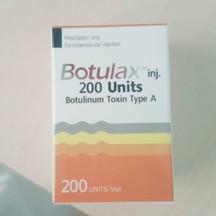 Prescription only
For intramuscular injection
Botulax® inj.
200 Units
Botulinum Toxin Type A
200 UNITS/Vial